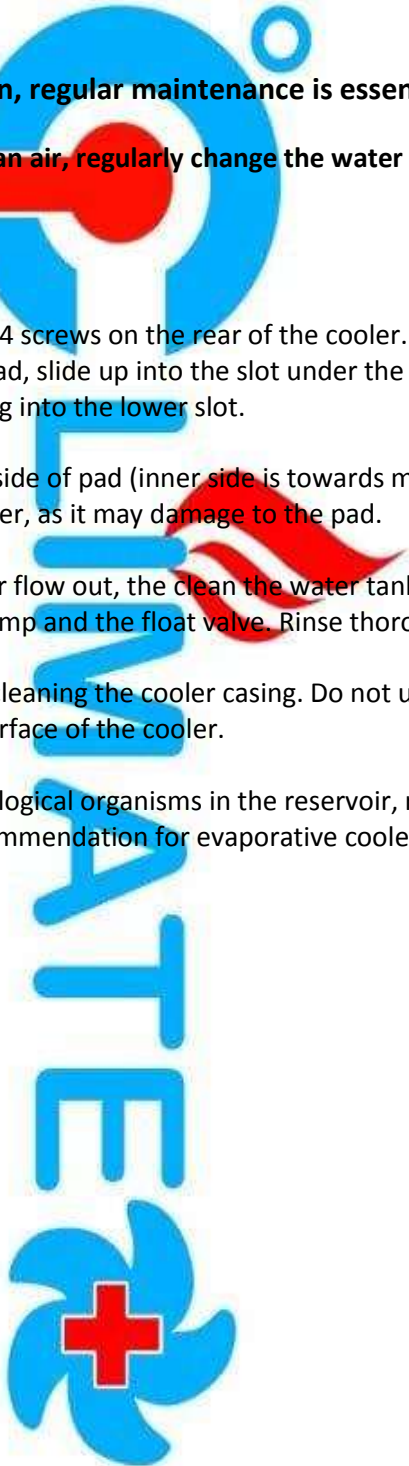 n, regular maintenance is essen
an air, regularly change the water
4 screws on the rear of the cooler.
ad, slide up into the slot under the
g into the lower slot.
side of pad (inner side is towards m
er, as it may damage to the pad.
r flow out, the clean the water tank
mp and the float valve. Rinse thoro
leaning the cooler casing. Do not u
rface of the cooler.
logical organisms in the reservoir, r
mmendation for evaporative coole
CLIMATE